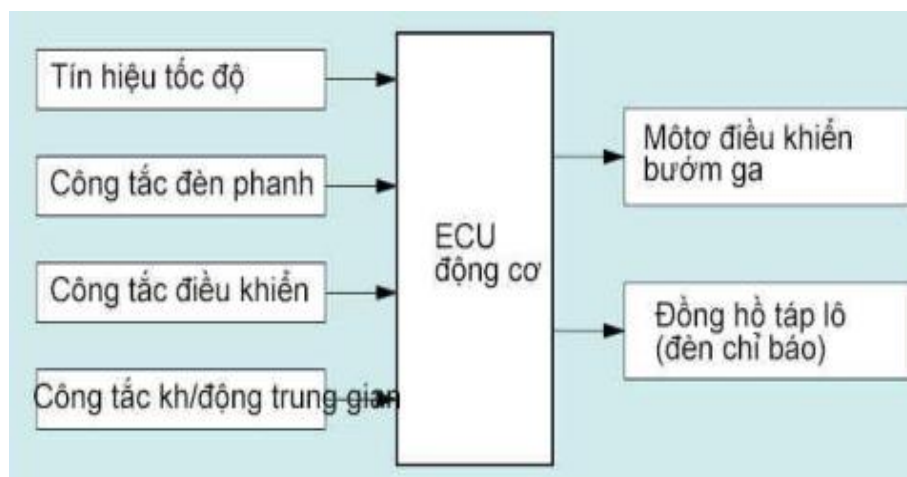 Tín hiệu tốc độ
Công tắc đèn phanh
Công tắc điều khiển
Công tắc kh/động trung gian
ECU
động cơ
Môtơ điều khiển
bướm ga
Đồng hồ táp lô
(đèn chỉ báo)